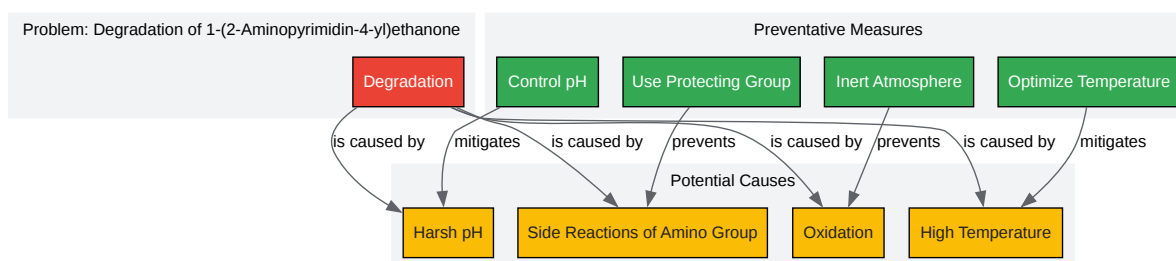 Problem: Degradation of 1-(2-Aminopyrimidin-4-yl)ethanone
Preventative Measures
Degradation
Control pH
Use Protecting Group
Inert Atmosphere
Optimize Temperature
is caused by
mitigates
is caused by
prevents
is caused by
prevents
is caused by
mitigates
Potential Causes
Harsh pH
Side Reactions of Amino Group
Oxidation
High Temperature